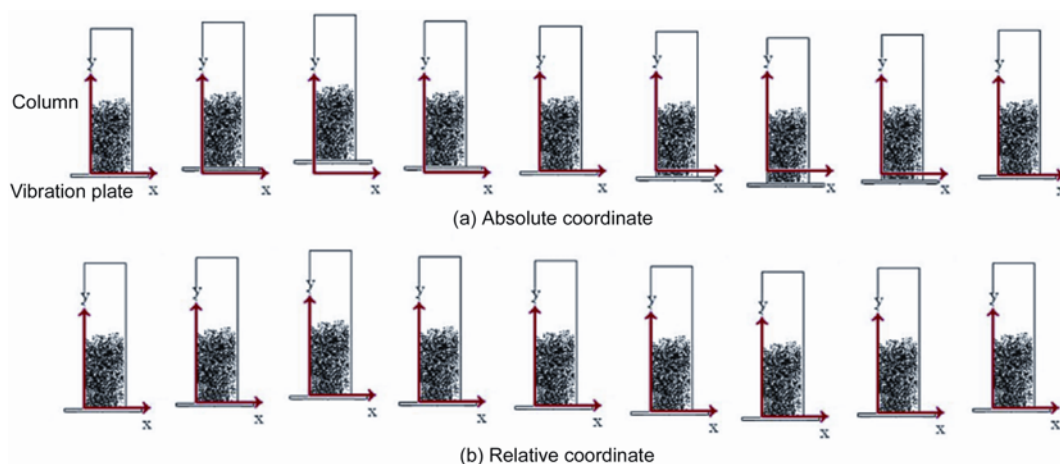 y y y y y y y y y
Column
Vibration plate
x x x x x x x x x
(a) Absolute coordinate
y y y y y y y y y
x x x x x x x x x
(b) Relative coordinate